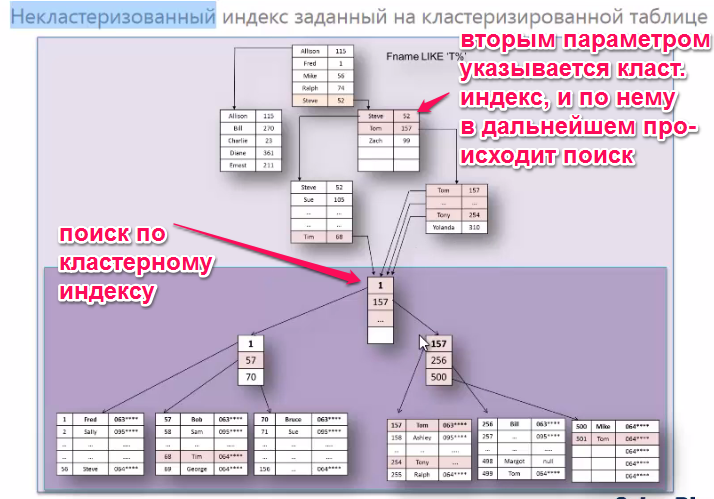 Некластеризованный индекс заданный на кластеризированной таблице
Allison 115
Fred 1
Mike 56
Ralph 74
Steve 52
Fname LIKE 'T%'
вторым параметром
указывается класт.
индекс, и по нему
в дальнейшем про-
исходит поиск
Allison 115
Bill 270
Charlie 23
Diane 361
Ernest 211
Steve 52
Tom 157
Zach 99
Steve 52
Sue 105
.. ..
.. ..
Tim 68
Tom 157
.. ...
Tony 254
Yolanda 310
поиск по
кластерному
индексу
1
157
...
1
57
70
157
256
500
1 Fred 063****
2 Sally 095****
... .... ....
.. ... ....
56 Steve 064****
57 Bob 063****
58 Sam 095****
... .... ....
68 Tim 064****
69 George 064****
70 Bruce 063****
71 Sue 095****
... .... ....
.. ... ....
156 .. 064****
157 Tom 063****
158 Ashley 095****
... .... ....
254 Tony ...
255 Ralph 064****
256 Bill 063****
257 .. 095****
... .... ....
498 Margot null
499 Tom 064****
500 Mike 064****
501 Tom 064****
064****
064****
064****